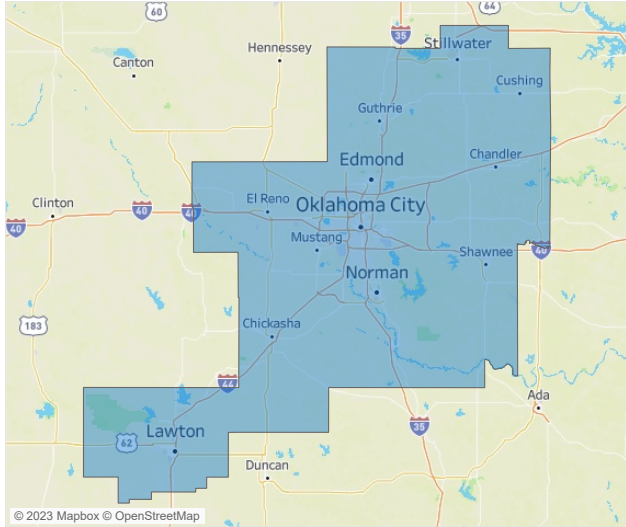 60
64
35
Stillwater
Hennessey
Canton
40
Cushing
Guthrie
Edmond
Chandler
Clinton
El Reno
Oklahoma City
40
40
40
Mustang
Shawnee
40
Norman
183
Chickasha
44
Ada
62
Lawton
35
Duncan
© 2023 Mapbox © OpenStreetMap